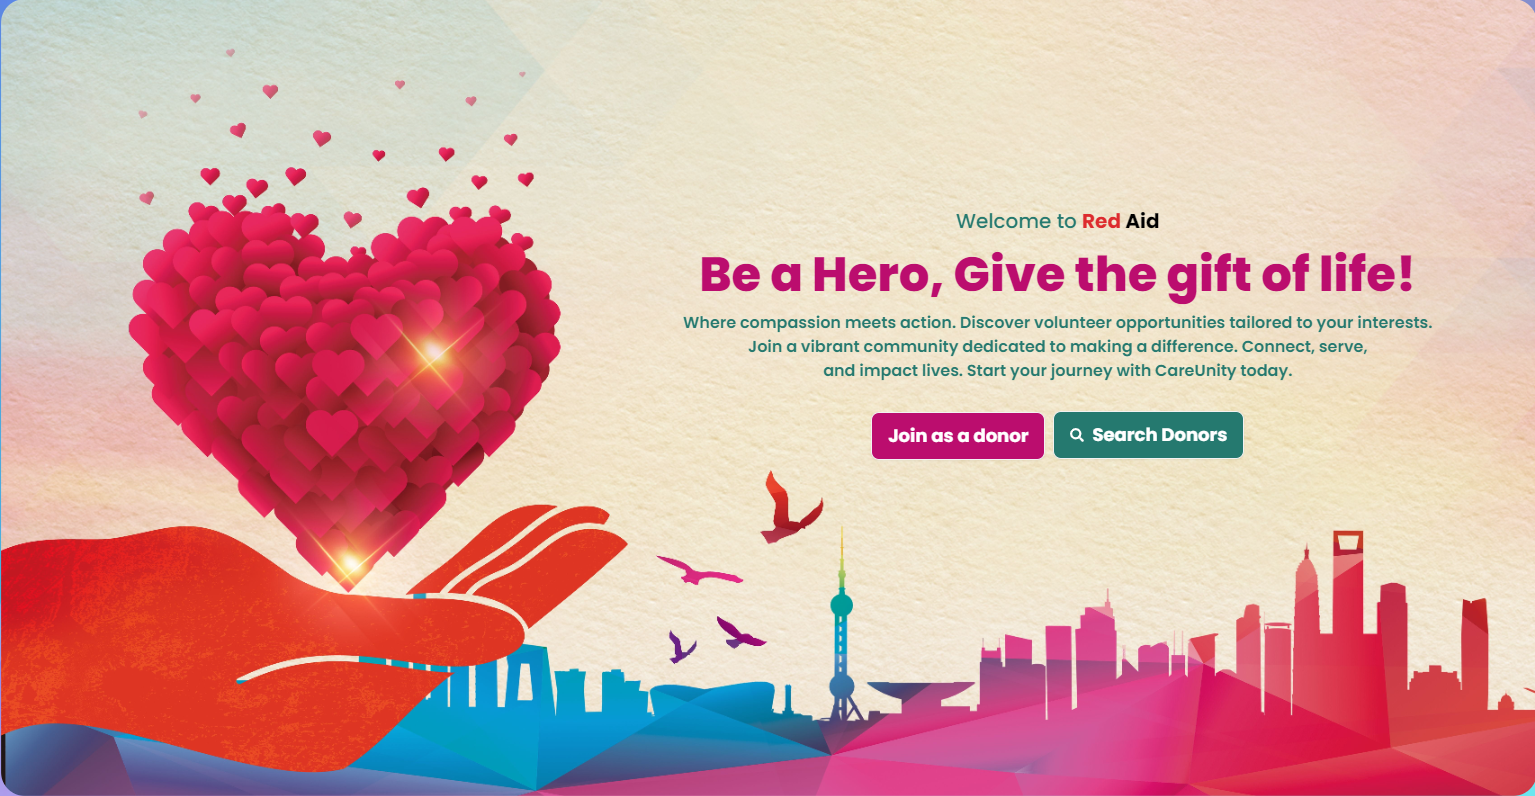 Welcome to Red Aid
Be a Hero, Give the gift of life!
Where compassion meets action. Discover volunteer opportunities tailored to your interests.
Join a vibrant community dedicated to making a difference. Connect, serve,
and impact lives. Start your journey with CareUnity today.
Join as a donor
Search Donors